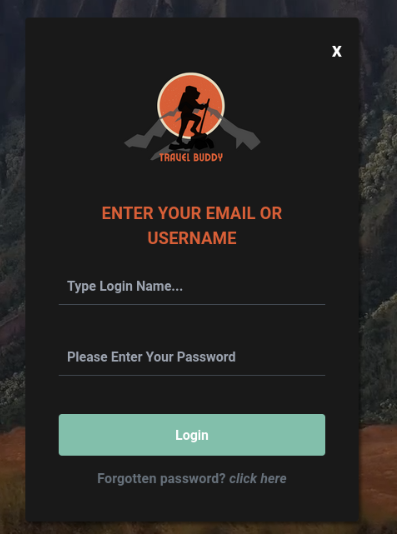 X
TRAVEL BUDDY
ENTER YOUR EMAIL OR
USERNAME
Type Login Name...
Please Enter Your Password
Login
Forgotten password? click here